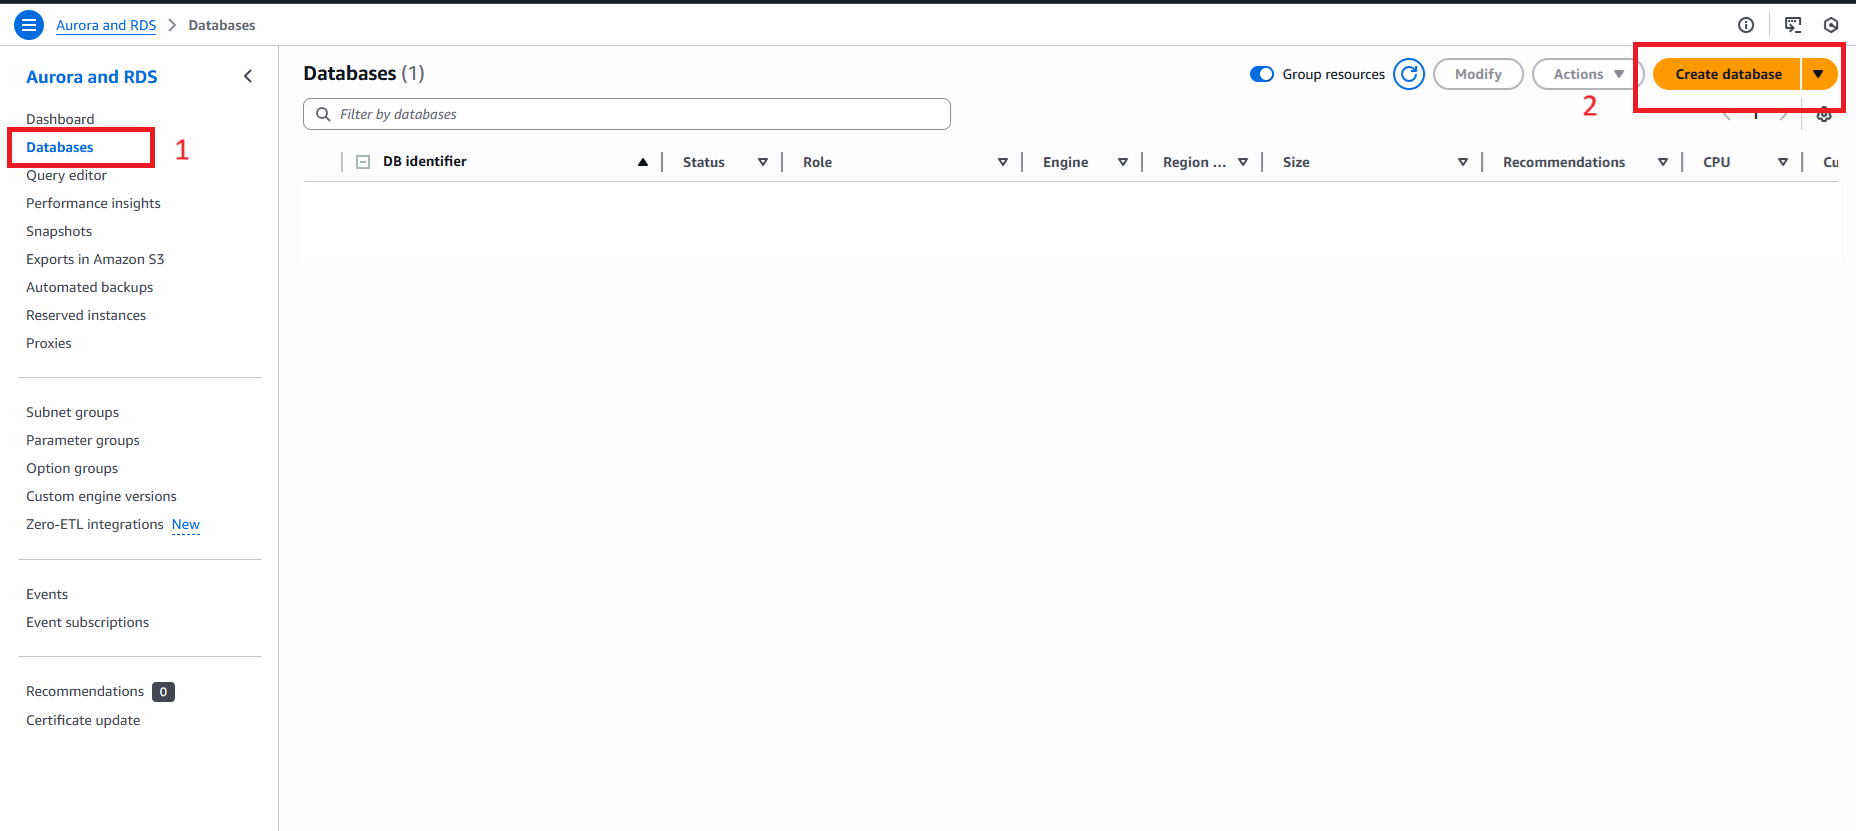 Aurora and RDS > Databases
Aurora and RDS
Dashboard
Databases
1
Query editor
Performance insights
Snapshots
Exports in Amazon S3
Automated backups
Reserved instances
Proxies
Subnet groups
Parameter groups
Option groups
Custom engine versions
Zero-ETL integrations New
Events
Event subscriptions
Recommendations 0
Certificate update
Databases (1)
Group resources
Modify
Actions
Create database
2
Filter by databases
1
DB identifier Status Role Engine Region ... Size Recommendations CPU Cu